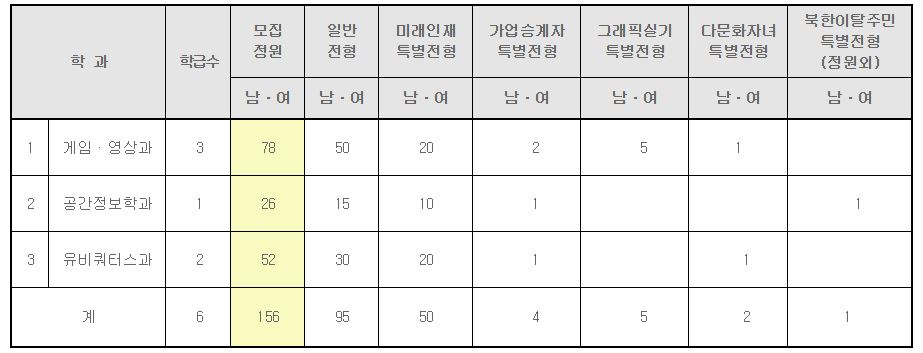 학 과 학급수 모집 정원 일반 전형 미래인재 특별전형 가업승계자 특별전형 그래픽실기 특별전형 다문화자녀 특별전형 북한이탈주민 특별전형 (정원외)
남·여 남·여 남·여 남·여 남·여 남·여 남·여
1 게임·영상과 3 78 50 20 2 5 1
2 공간정보학과 1 26 15 10 1 1
3 유비쿼터스과 2 52 30 20 1 1
계 6 156 95 50 4 5 2 1